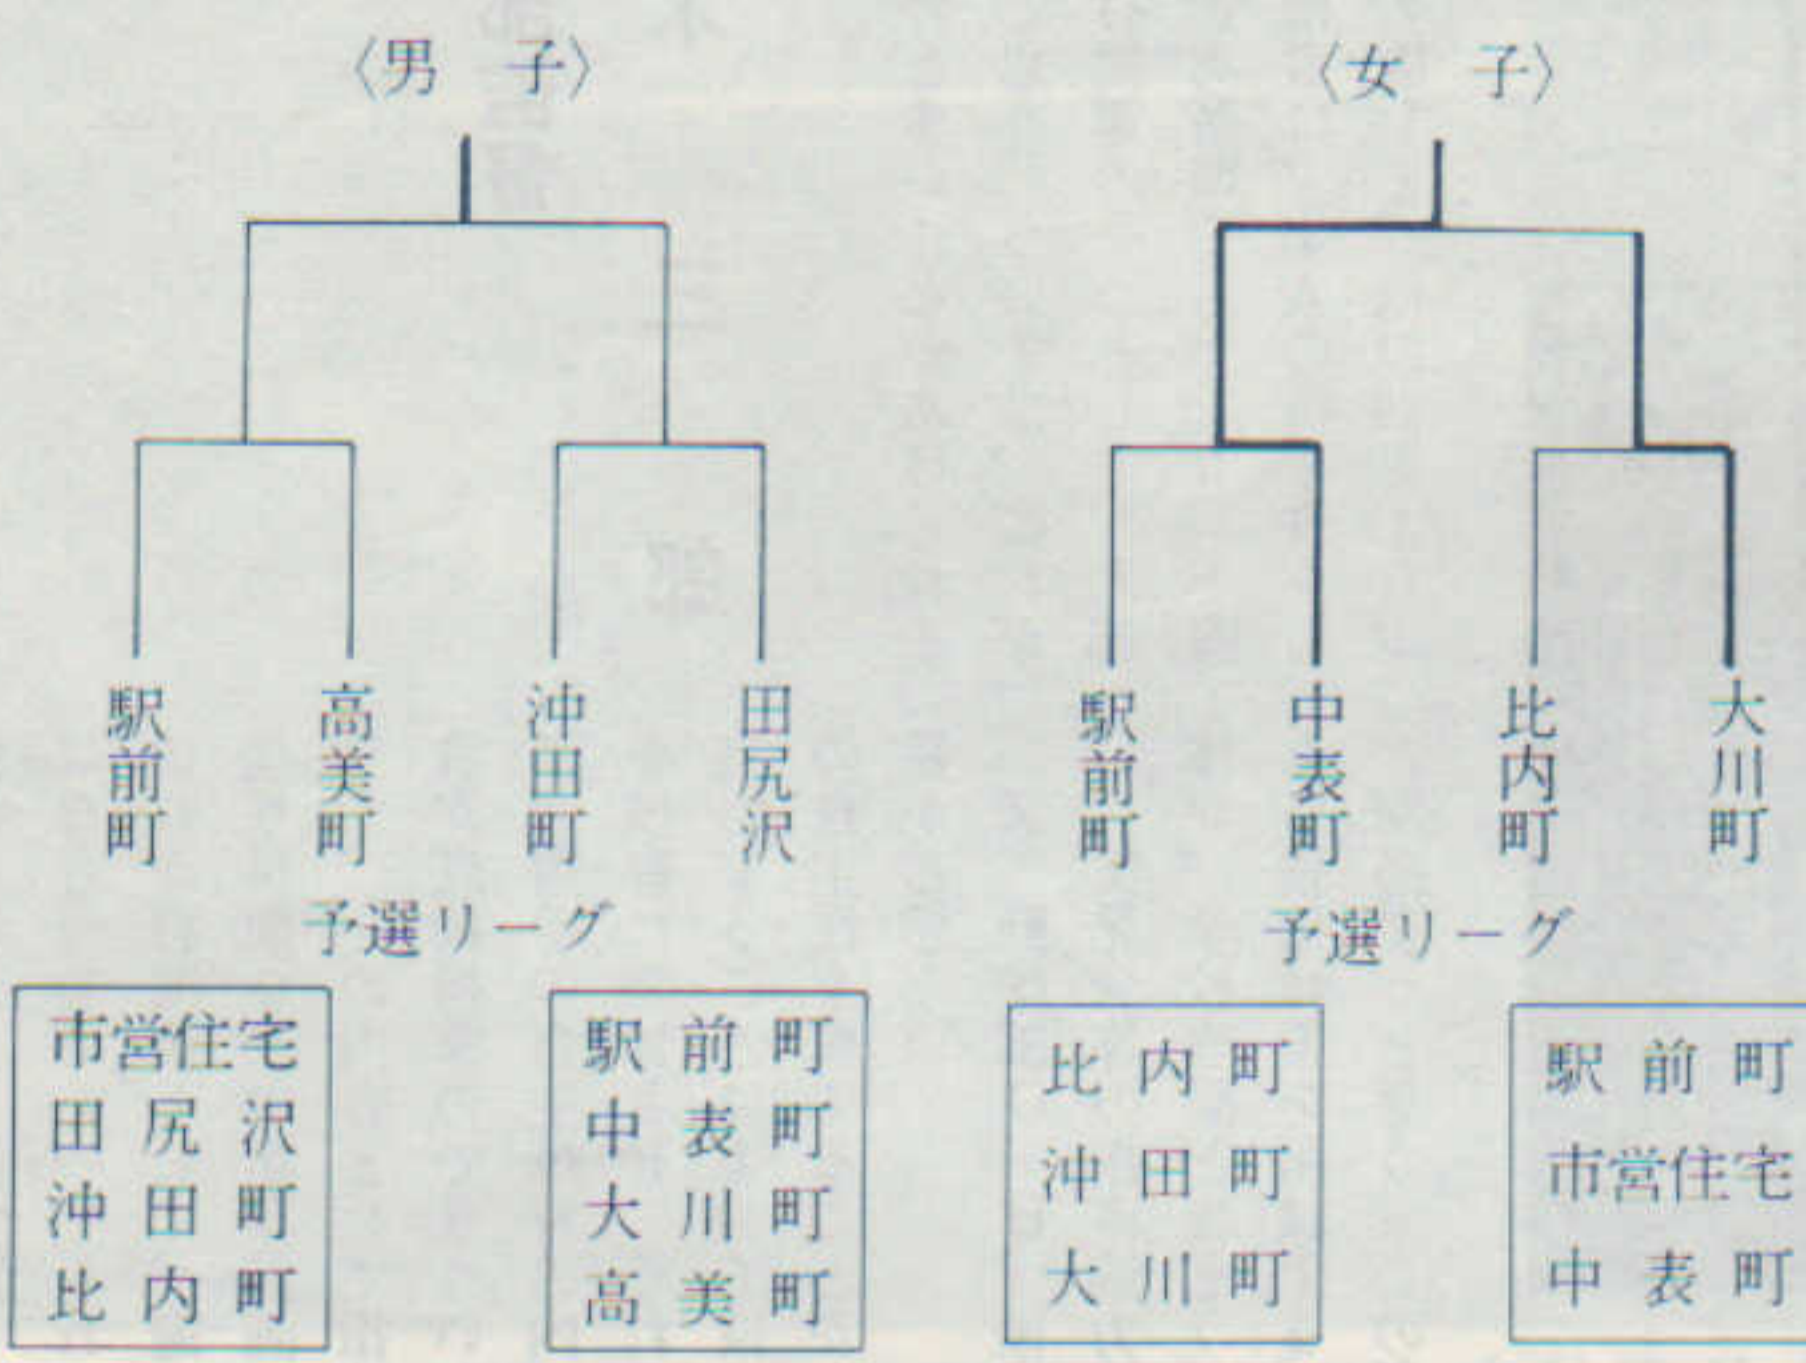 〈男 子〉
駅前町
高美町
沖田町
田尻沢
予選リーグ
市営住宅
田尻沢
沖田町
比内町
駅前町
中表町
大川町
高美町
〈女 子〉
駅前町
中表町
比内町
大川町
予選リーグ
比内町
沖田町
大川町
駅前町
市営住宅
中表町